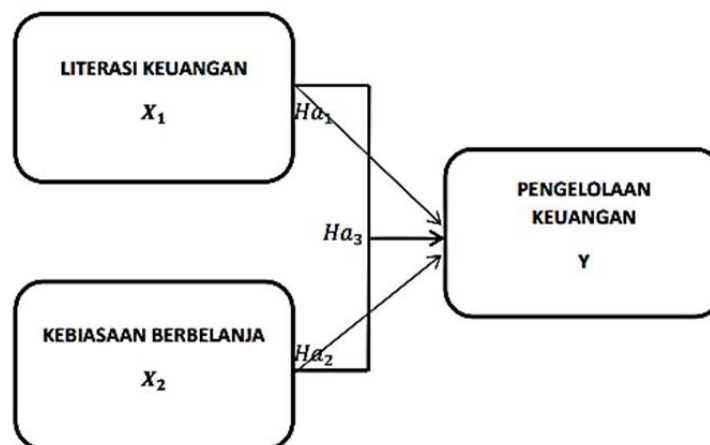 LITERASI KEUANGAN
X₁
Ha₁
PENGELOLAAN
KEUANGAN
Y
Ha₃
KEBIASAAN BERBELANJA
X₂
Ha₂